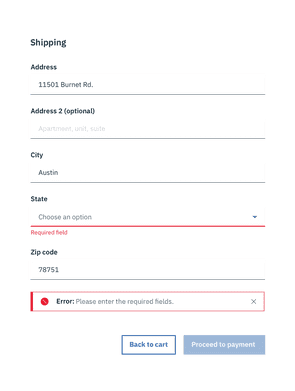 Shipping
Address
11501 Burnet Rd.
Address 2 (optional)
Apartment, unit, suite
City
Austin
State
Choose an option
Required field
Zip code
78751
Error: Please enter the required fields.
Back to cart
Proceed to payment